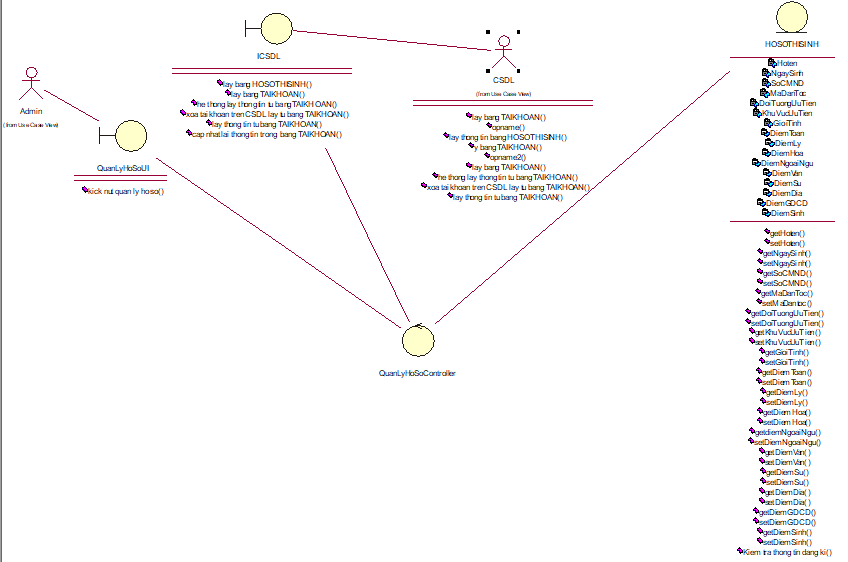 Admin
(from Use Case View)
QuanLyHoSoUI
kick nut quan ly hoso()
ICSDL
lay bang HOSOTHISINH()
lay bang TAIKHOAN()
he thong lay thong tin tu bang TAIKHOAN()
xoa tai khoan tren CSDL lay tu bang TAIKHOAN()
lay thong tin tu bang TAIKHOAN()
cap nhat lai thong tin trong bang TAIKHOAN()
CSDL
(from Use Case View)
lay bang TAIKHOAN()
opname()
lay thong tin bang HOSOTHISINH()
y bang TAIKHOAN()
opname2()
lay bang TAIKHOAN()
he thong lay thong tin tu bang TAIKHOAN()
xoa tai khoan tren CSDL lay tu bang TAIKHOAN()
lay thong tin tu bang TAIKHOAN()
QuanLyHoSoController
HOSOTHISINH
Hoten
NgaySinh
SoCMND
MaDanToc
DoiTuongUuTien
KhuVucUuTien
GioiTinh
DiemToan
DiemLy
DiemHoa
DiemNgoaiNgu
DiemVan
DiemSu
DiemDia
DiemGDCD
DiemSinh
getHoten()
setHoten()
getNgaySinh()
setNgaySinh()
getSoCMND()
setSoCMND()
getMaDanToc()
setMaDantoc()
getDoiTuongUuTien()
setDoiTuongUuTien()
getKhuVucUuTien()
setKhuVucUuTien()
getGioiTinh()
setGioiTinh()
getDiemToan()
setDiemToan()
getDiemLy()
setDiemLy()
getDiemHoa()
setDiemHoa()
getdiemNgoaiNgu()
setDiemNgoaiNgu()
getDiemVan()
setDiemVan()
getDiemSu()
setDiemSu()
getDiemDia()
setDiemDia()
getDiemGDCD()
setDiemGDCD()
getDiemSinh()
setDiemSinh()
Kiem tra thong tin dang ki()